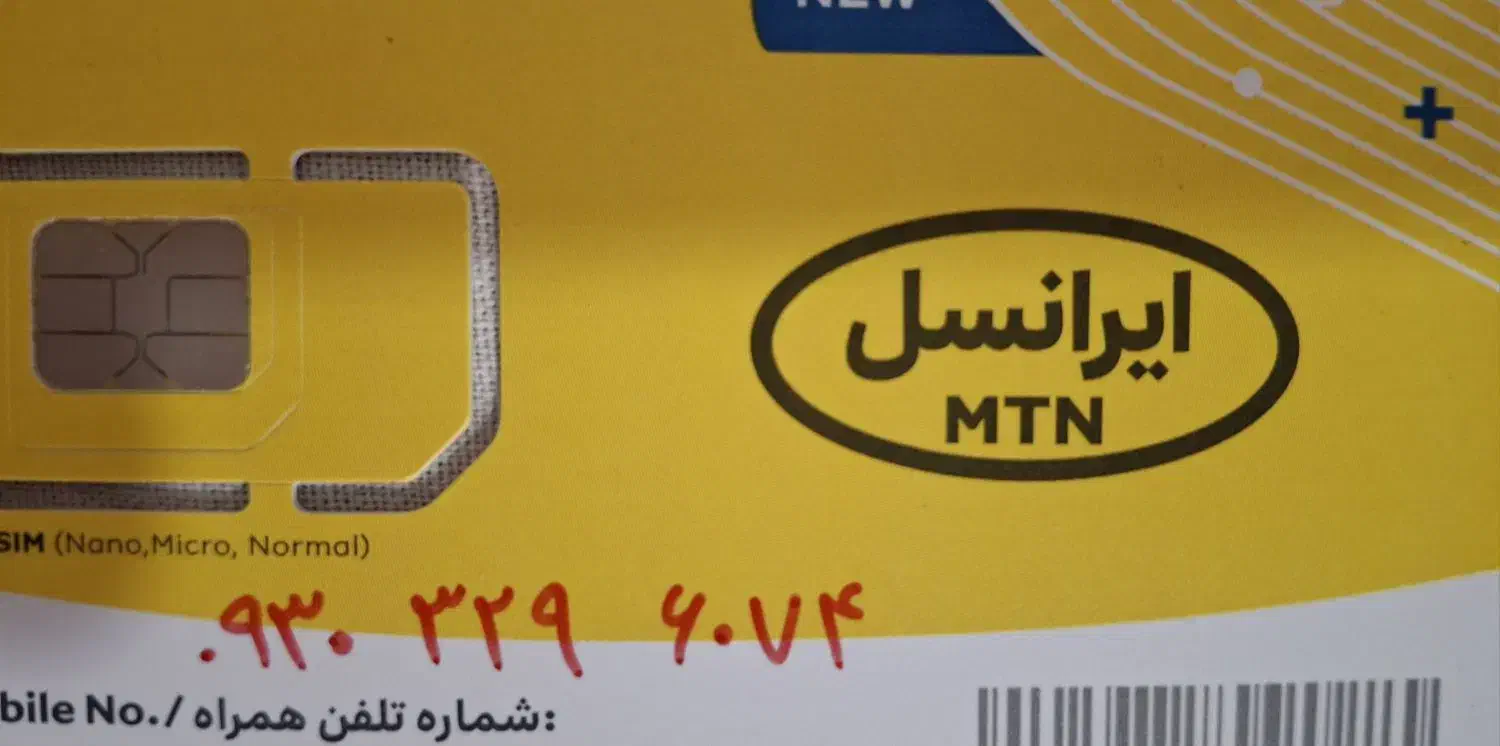 NEW
ایرانسل
MTN
SIM (Nano,Micro, Normal)
۰۹۳۰ ۳۲۹ ۶۰۷۴
bile No./ شماره تلفن همراه: